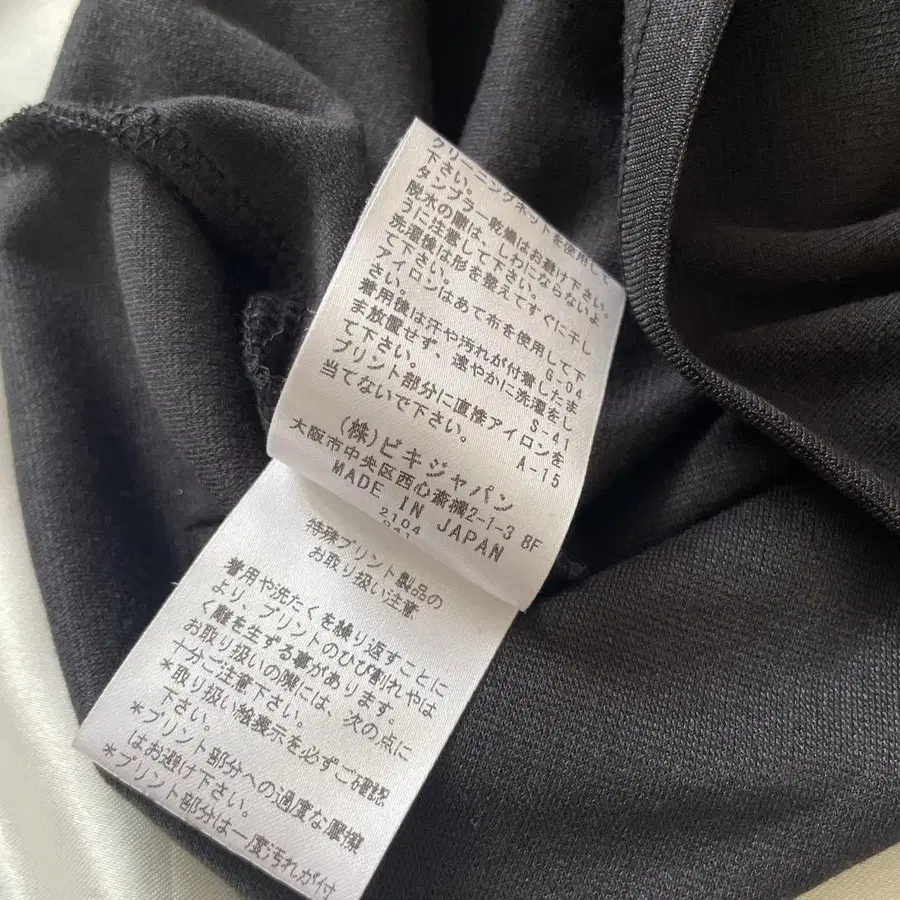 クリーニングネットを使用して
下さい。
タンブラー乾燥はお避け下さい。
脱水の際は、しわにならないよ
うに注意して下さい。
洗濯後は形を整えてすぐに干し
て下さい。
アイロンはあて布を使用して下
さい。 G-04
着用後は汗や汚れが付着したま
ま放置せず、速やかに洗濯をし
て下さい。 S-41
プリント部分に直接アイロンを
当てないで下さい。 A-15
(株)ビキジャパン
大阪市中央区西心斎橋2-1-3 8F
MADE IN JAPAN
2104
特殊プリント製品の
お取り扱い注意
着用や洗たくを繰り返すことに
より、プリントのひび割れやは
く離を生ずる事があります。
お取り扱いの際には、次の点に
十分ご注意下さい。
*取り扱い絵表示を必ずご確認
下さい。
*プリント部分への過度な摩擦
はお避け下さい。
*プリント部分は一度汚れが付